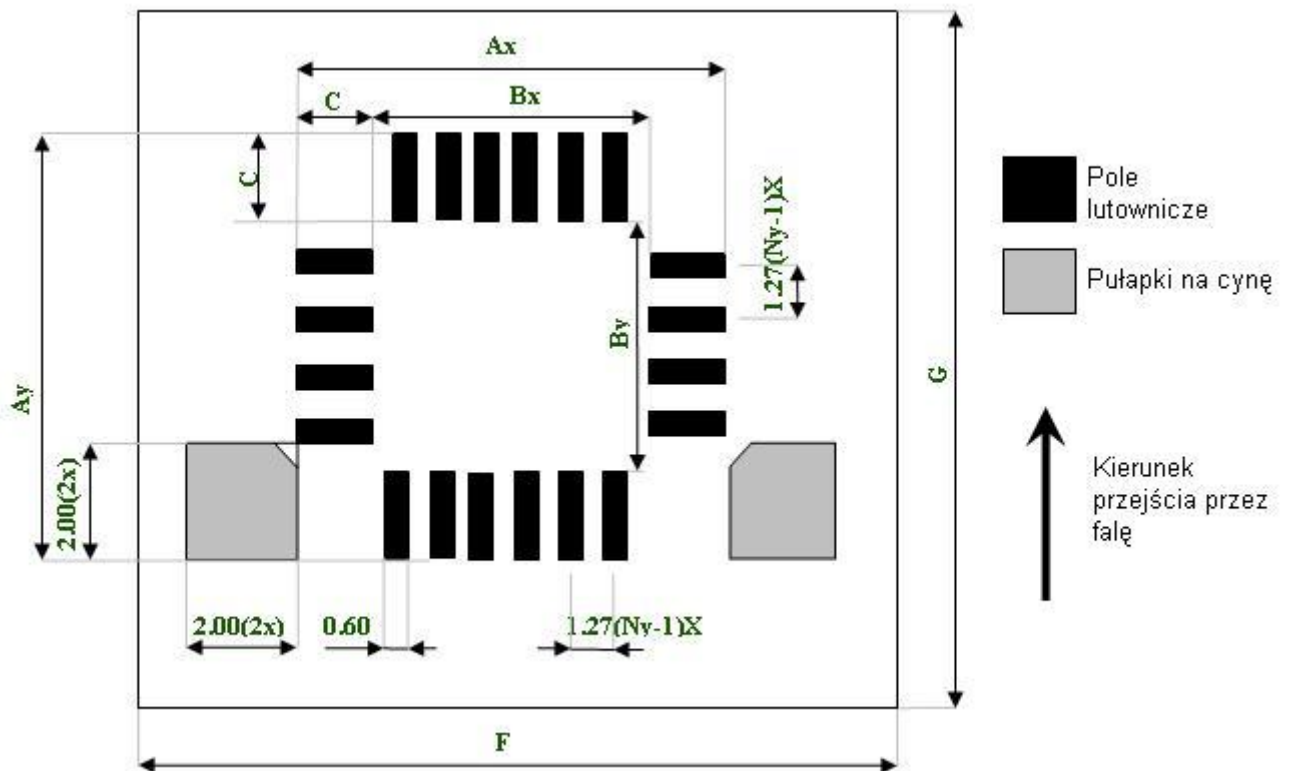 Ax
C
Bx
C
1.27(Ny-1)X
Pole
lutownicze
Pułapki na cynę
By
Ay
G
2.00(2x)
Kierunek
przejścia przez
falę
2.00(2x)
0.60
1.27(Ny-1)X
F